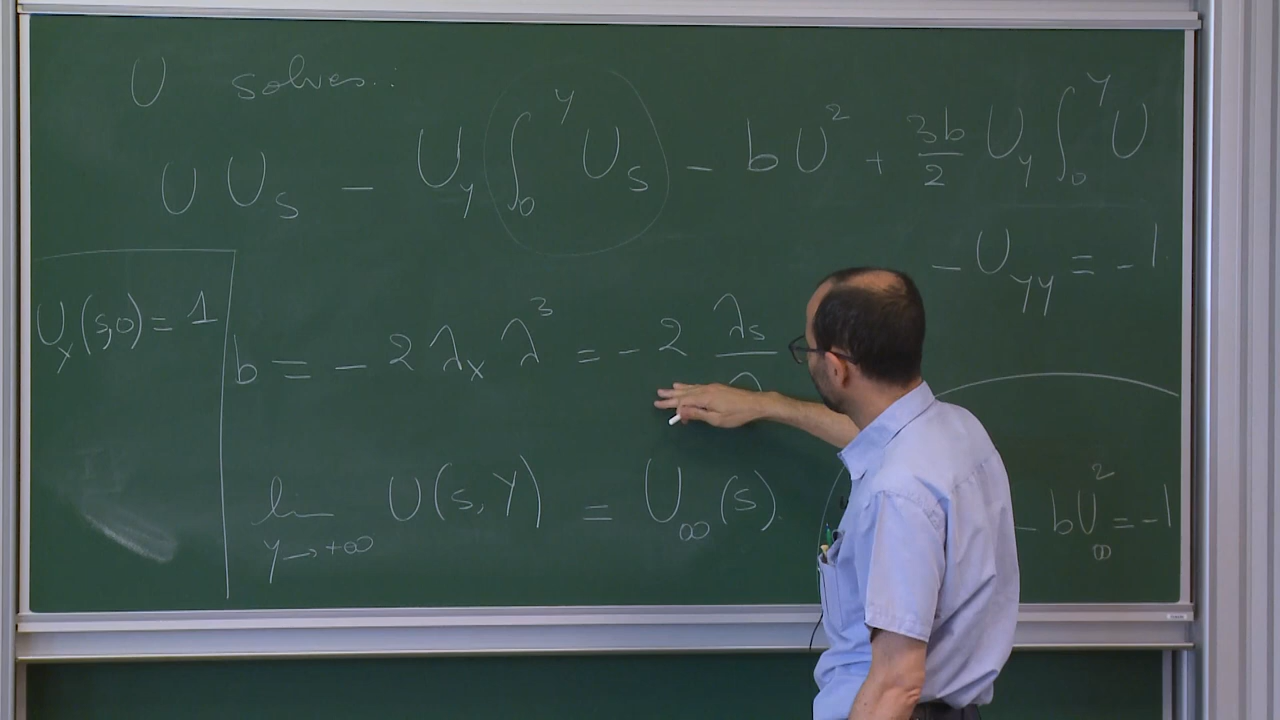 U solves..:
U U_s - U_y ∫_0^y U_s - b U^2 + 3b/2 U_y ∫_0^y U
- U_yy = -1
U_x(s,0) = 1
b = - 2 λ_x λ^3 = - 2 λ_s/λ
lim_{y→+∞} U(s,Y) = U_∞(s)
- bU_∞^2 = -1